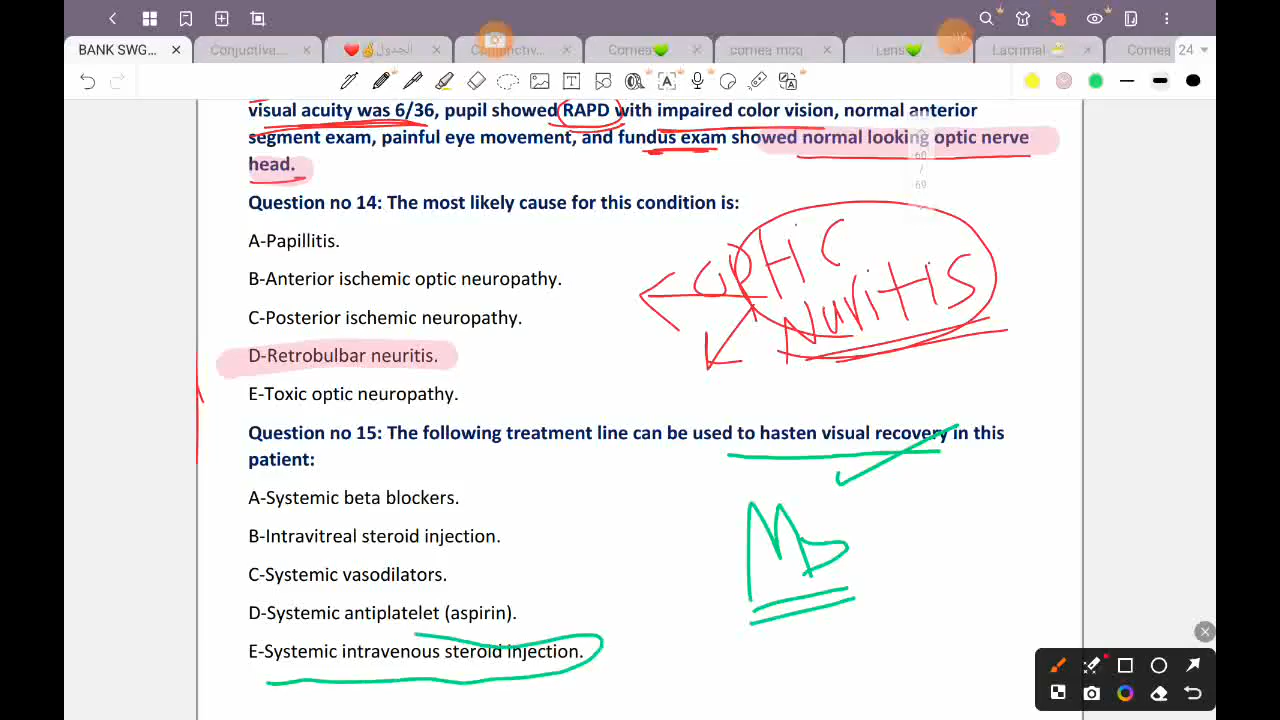 BANK SWG...
Conjuctive...
الجدول
Conjunctiv...
Cornea
cornea mcq
Lens
Lacrimal
Cornea
24
visual acuity was 6/36, pupil showed RAPD with impaired color vision, normal anterior
segment exam, painful eye movement, and fundus exam showed normal looking optic nerve
head.
60
/
69
Question no 14: The most likely cause for this condition is:
A-Papillitis.
B-Anterior ischemic optic neuropathy.
C-Posterior ischemic neuropathy.
D-Retrobulbar neuritis.
E-Toxic optic neuropathy.
NuritiS
Question no 15: The following treatment line can be used to hasten visual recovery in this
patient:
A-Systemic beta blockers.
B-Intravitreal steroid injection.
C-Systemic vasodilators.
D-Systemic antiplatelet (aspirin).
E-Systemic intravenous steroid injection.